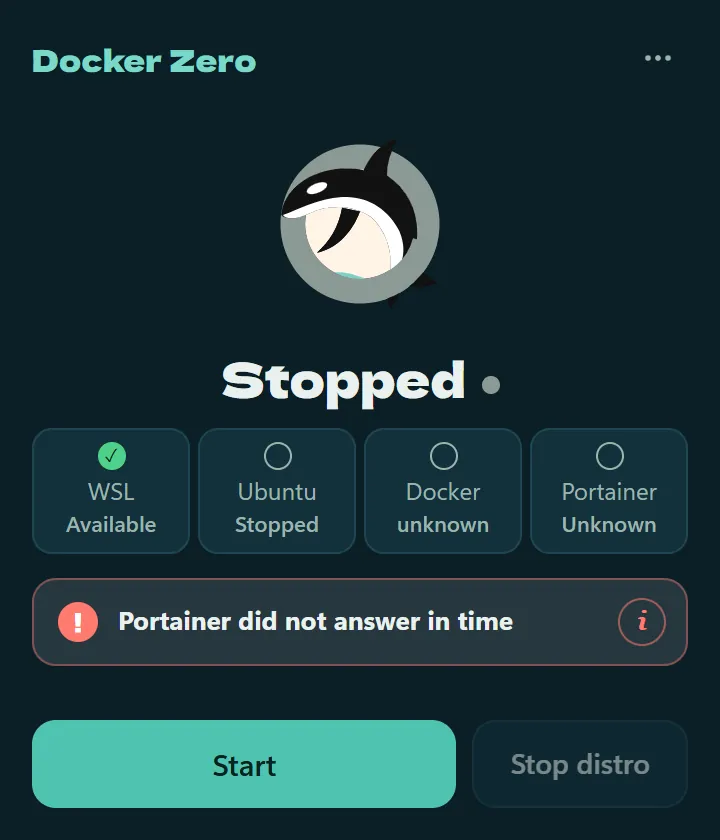 Docker Zero
Stopped
WSL
Available
Ubuntu
Stopped
Docker
unknown
Portainer
Unknown
! Portainer did not answer in time i
Start
Stop distro